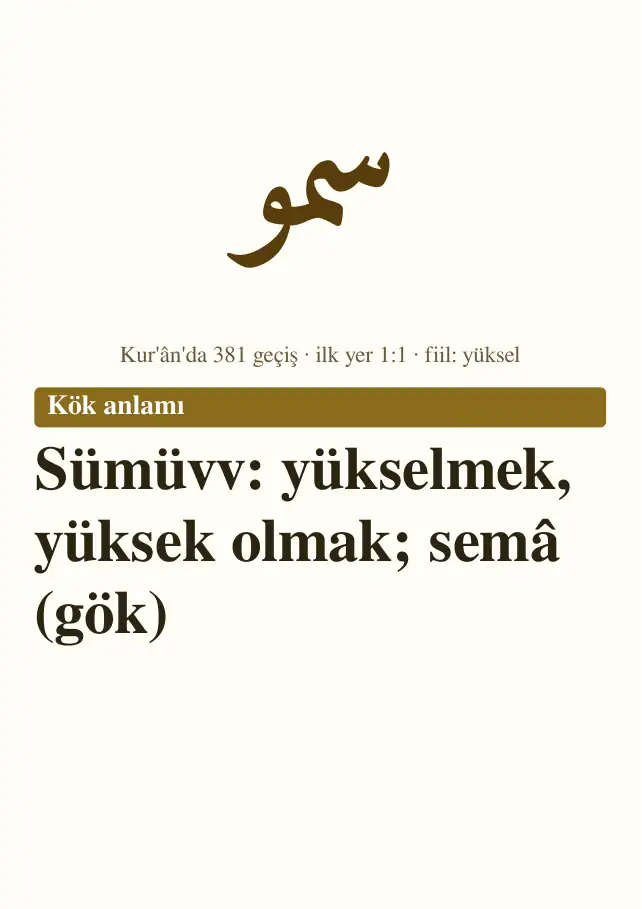 سمو
Kur'ân'da 381 geçiş · ilk yer 1:1 · fiil: yüksel
Kök anlamı
Sümüvv: yükselmek,
yüksek olmak; semâ
(gök)